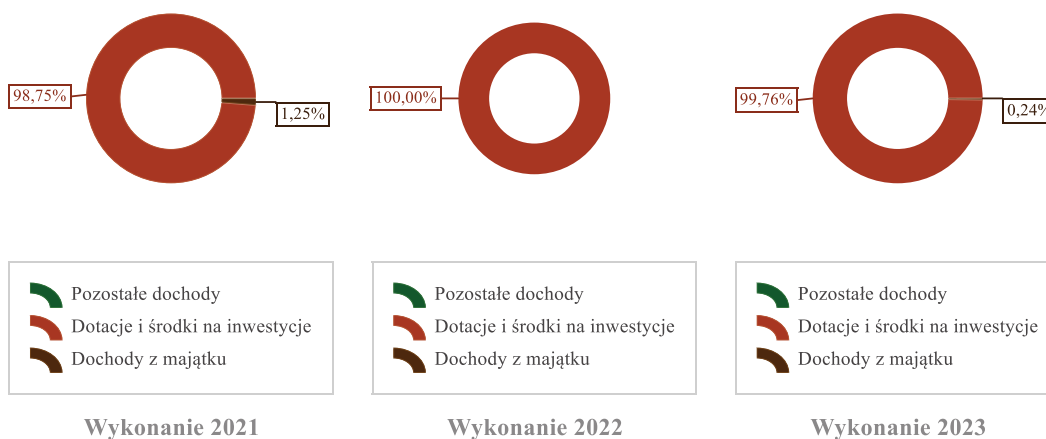 98,75%
1,25%
100,00%
99,76%
0,24%
Pozostałe dochody
Dotacje i środki na inwestycje
Dochody z majątku
Pozostałe dochody
Dotacje i środki na inwestycje
Dochody z majątku
Pozostałe dochody
Dotacje i środki na inwestycje
Dochody z majątku
Wykonanie 2021
Wykonanie 2022
Wykonanie 2023